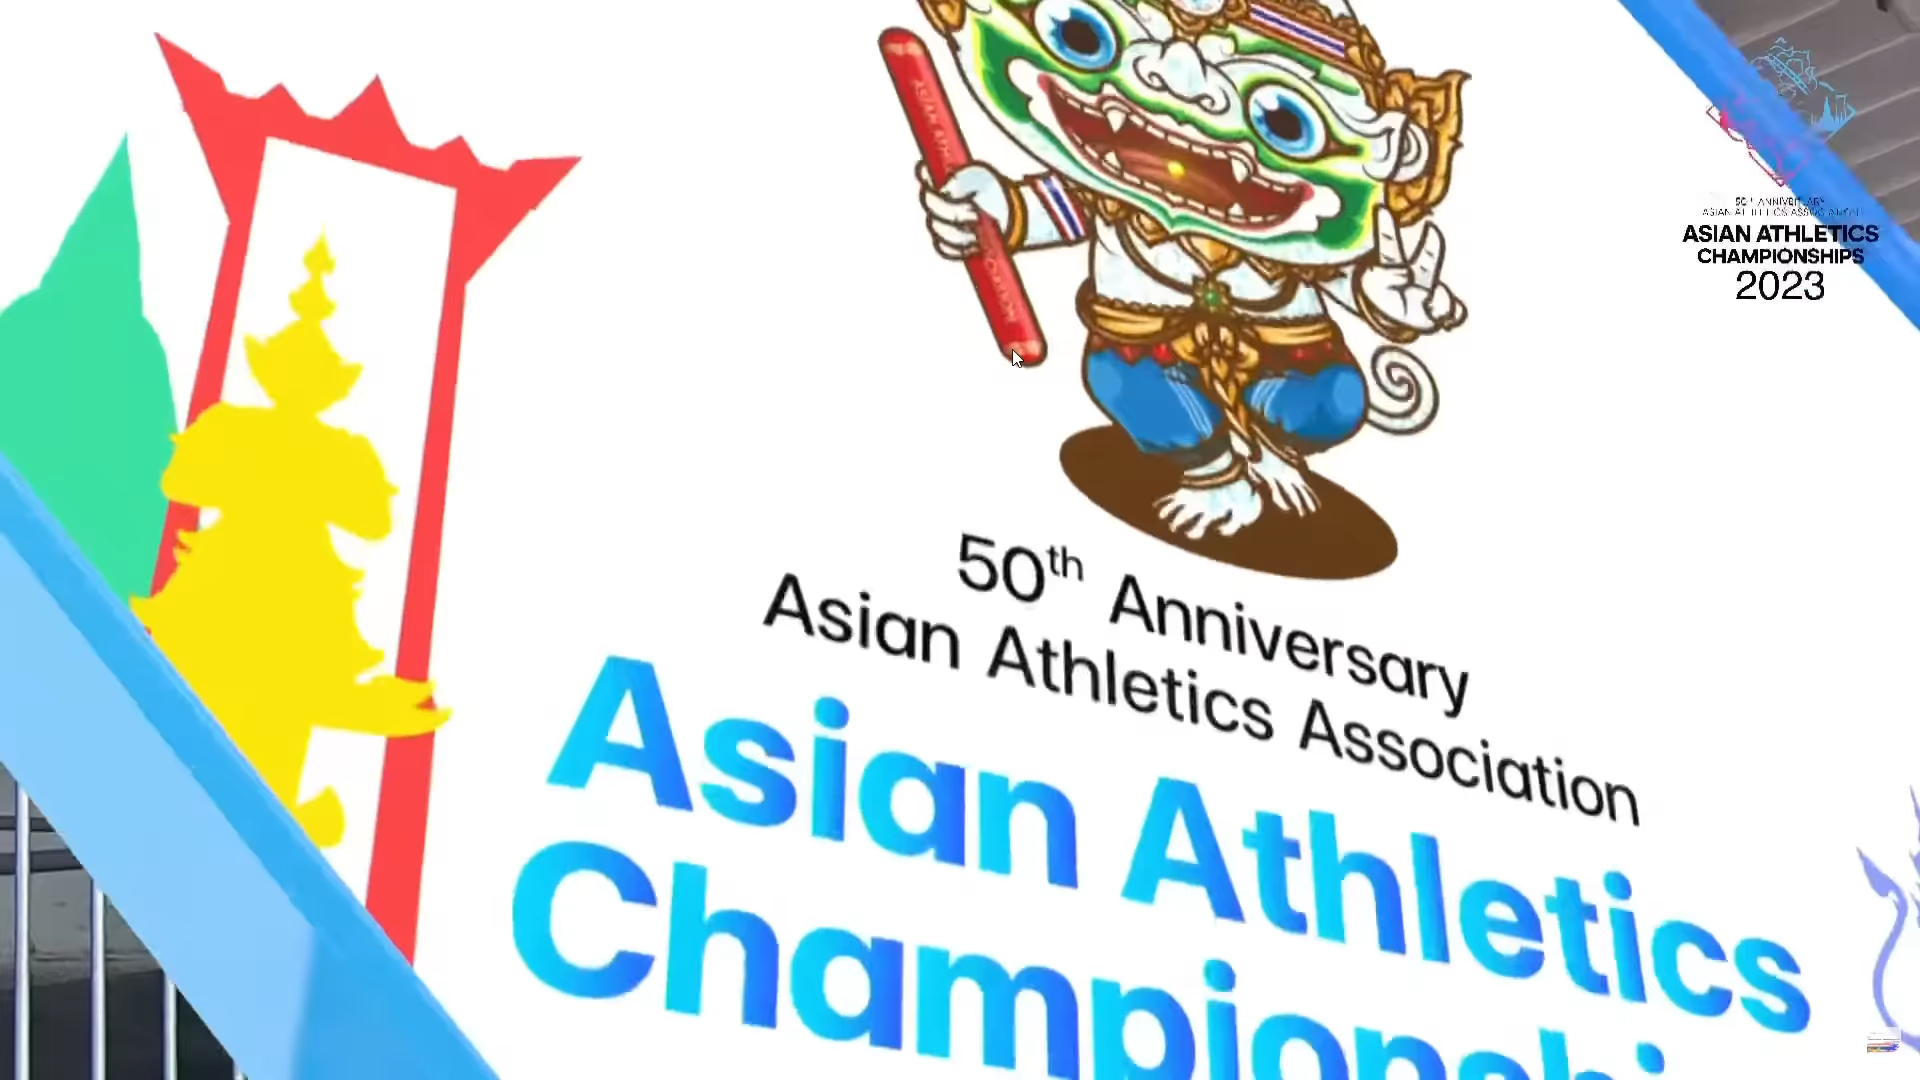 50th Anniversary
Asian Athletics Association
Asian Athletics
ASIAN ATHLETICS
CHAMPIONSHIPS
2023